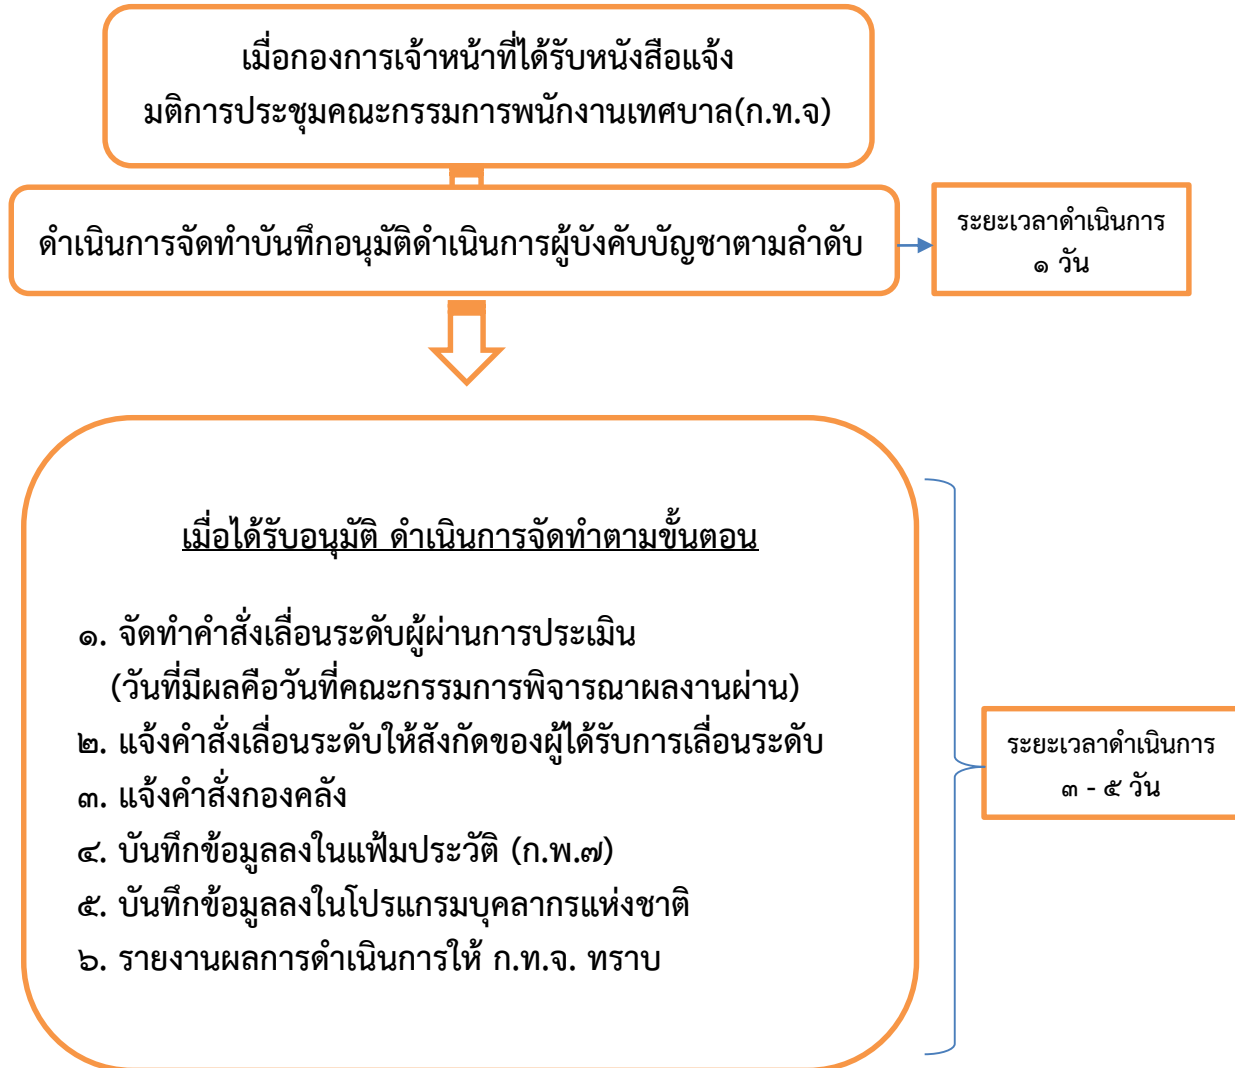 เมื่อกองการเจ้าหน้าที่ได้รับหนังสือแจ้ง
มติการประชุมคณะกรรมการพนักงานเทศบาล(ก.ท.จ)
ดำเนินการจัดทำบันทึกอนุมัติดำเนินการผู้บังคับบัญชาตามลำดับ
ระยะเวลาดำเนินการ
๑ วัน
เมื่อได้รับอนุมัติ ดำเนินการจัดทำตามขั้นตอน
๑. จัดทำคำสั่งเลื่อนระดับผู้ผ่านการประเมิน
(วันที่มีผลคือวันที่คณะกรรมการพิจารณาผลงานผ่าน)
๒. แจ้งคำสั่งเลื่อนระดับให้สังกัดของผู้ได้รับการเลื่อนระดับ
๓. แจ้งคำสั่งกองคลัง
๔. บันทึกข้อมูลลงในแฟ้มประวัติ (ก.พ.๗)
๕. บันทึกข้อมูลลงในโปรแกรมบุคลากรแห่งชาติ
๖. รายงานผลการดำเนินการให้ ก.ท.จ. ทราบ
ระยะเวลาดำเนินการ
๓ - ๕ วัน